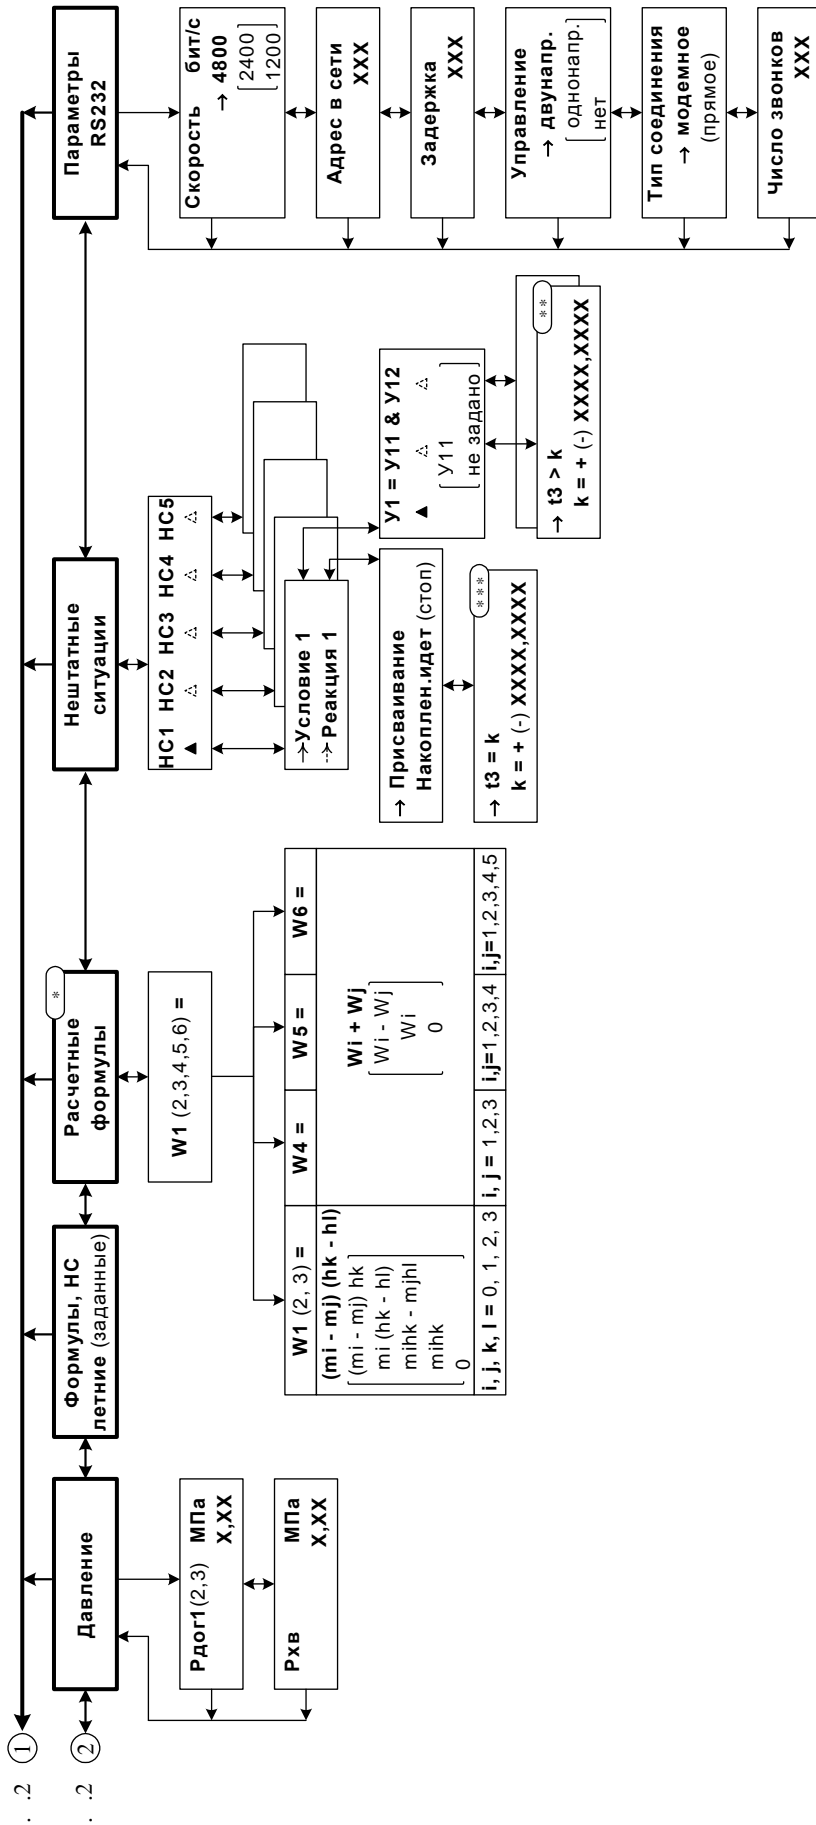 . .2 1
. .2 2
Давление
Рдог1 (2,3) МПа
X,XX
Рхв МПа
X,XX
Формулы, НС
летние (заданные)
Расчетные
формулы
*
W1 (2,3,4,5,6) =
W1 (2, 3) =
W4 =
W5 =
W6 =
(mi - mj) (hk - hl)
(mi - mj) hk
mi (hk - hl)
mihk - mjhl
mihk
0
Wi + Wj
Wi - Wj
Wi
0
i, j, k, l = 0, 1, 2, 3
i, j = 1,2,3
i,j=1,2,3,4
i,j=1,2,3,4,5
Нештатные
ситуации
НС1 НС2 НС3 НС4 НС5
→Условие 1
→Реакция 1
→ Присваивание
Накоплен.идет (стоп)
***
→ t3 = k
k = + (-) XXXX,XXXX
У1 = У11 & У12
У11
не задано
**
→ t3 > k
k = + (-) XXXX,XXXX
Параметры
RS232
Скорость бит/с
→ 4800
2400
1200
Адрес в сети
XXX
Задержка
XXX
Управление
→ двунапр.
однонапр.
нет
Тип соединения
→ модемное
(прямое)
Число звонков
XXX